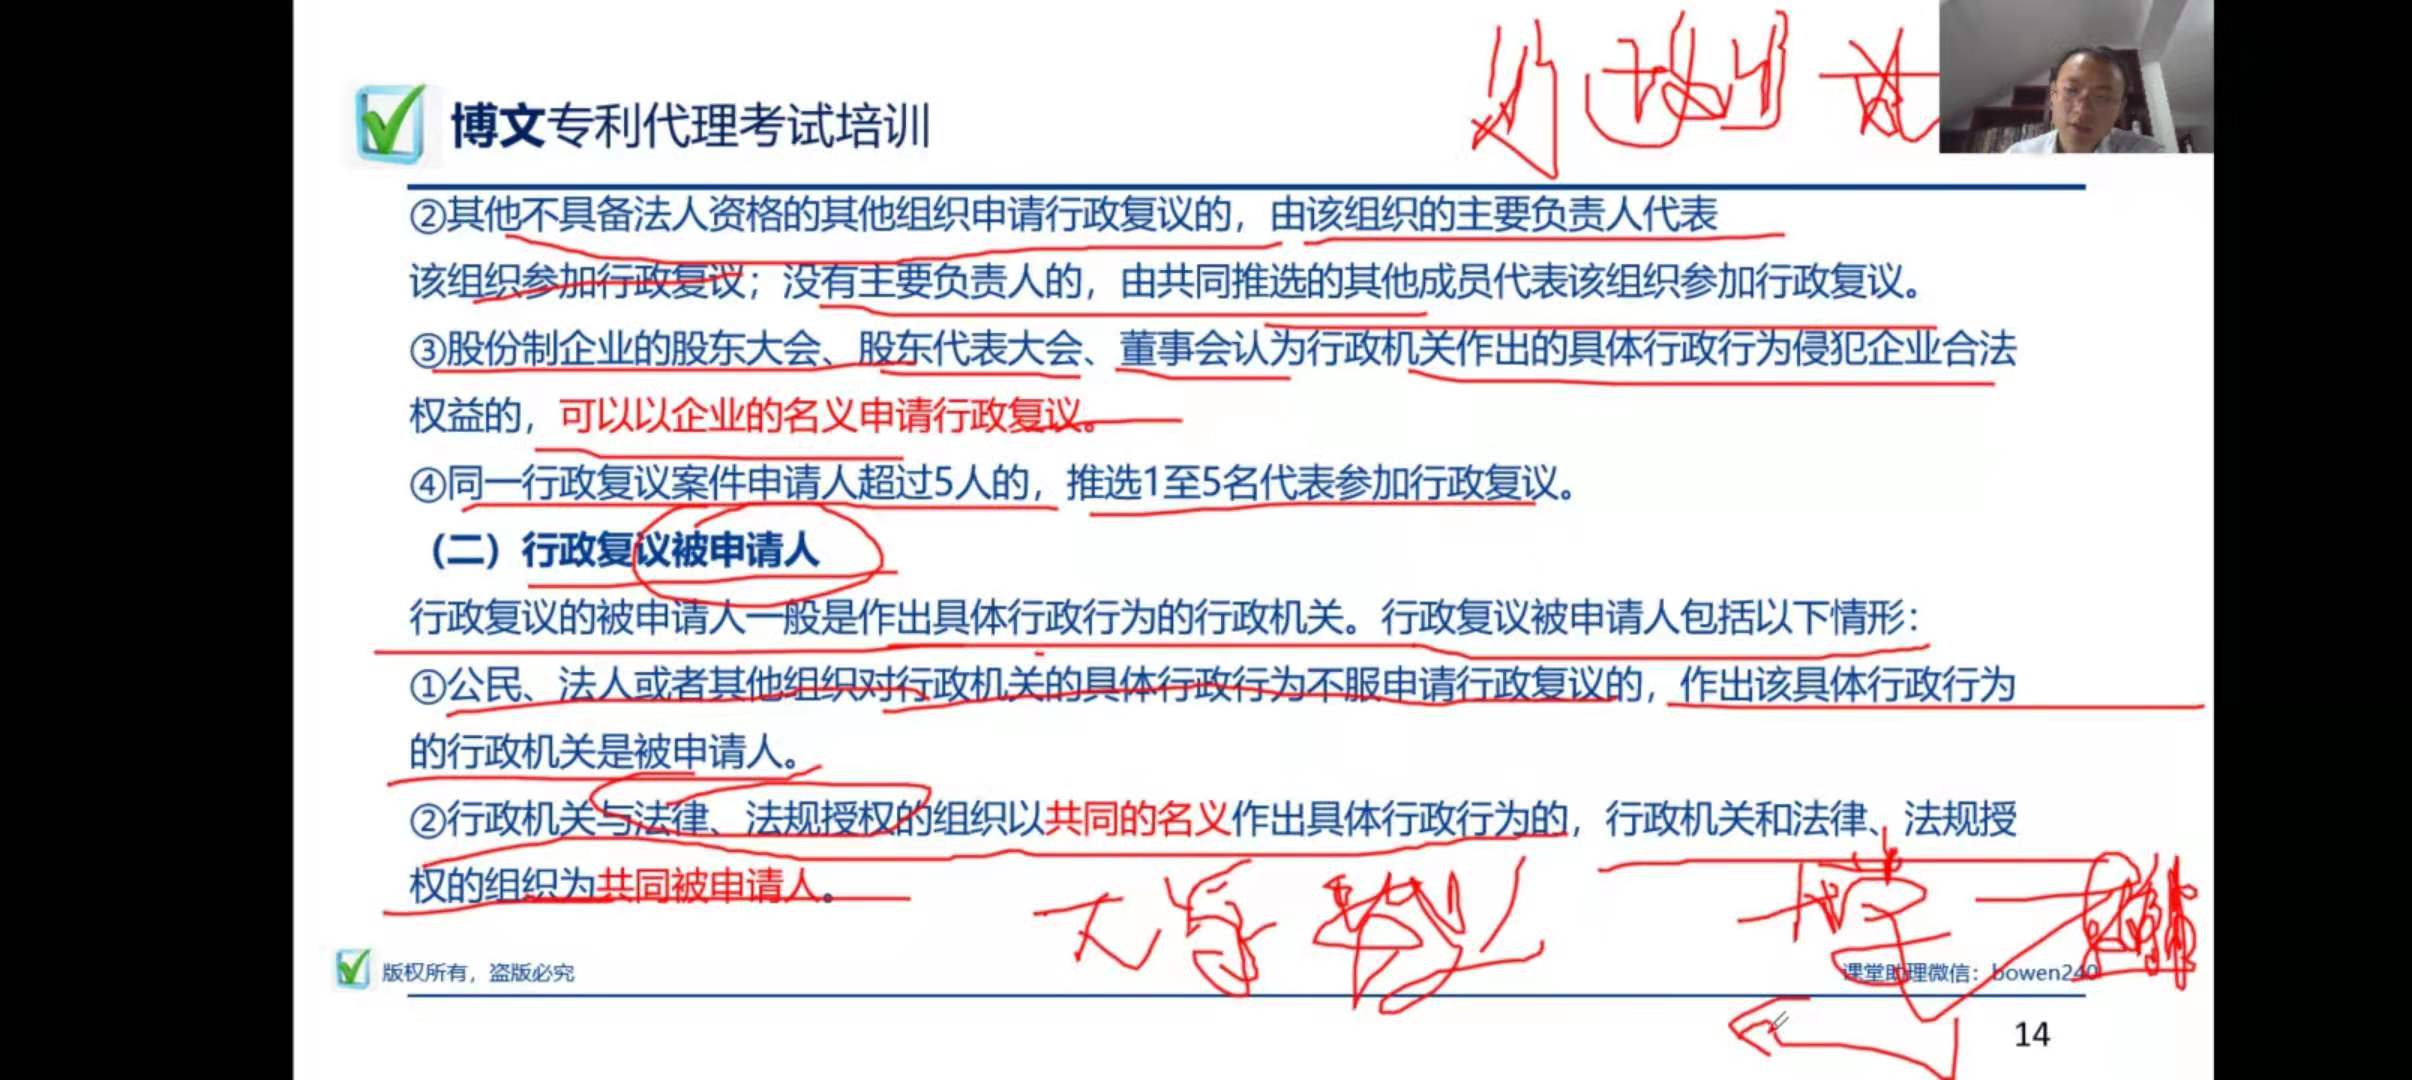 博文专利代理考试培训
②其他不具备法人资格的其他组织申请行政复议的，由该组织的主要负责人代表
该组织参加行政复议；没有主要负责人的，由共同推选的其他成员代表该组织参加行政复议。
③股份制企业的股东大会、股东代表大会、董事会认为行政机关作出的具体行政行为侵犯企业合法
权益的，可以以企业的名义申请行政复议。
④同一行政复议案件申请人超过5人的，推选1至5名代表参加行政复议。
（二）行政复议被申请人
行政复议的被申请人一般是作出具体行政行为的行政机关。行政复议被申请人包括以下情形：
①公民、法人或者其他组织对行政机关的具体行政行为不服申请行政复议的，作出该具体行政行为
的行政机关是被申请人。
②行政机关与法律、法规授权的组织以共同的名义作出具体行政行为的，行政机关和法律、法规授
权的组织为共同被申请人。
版权所有，盗版必究
课堂助理微信：bowen240
14